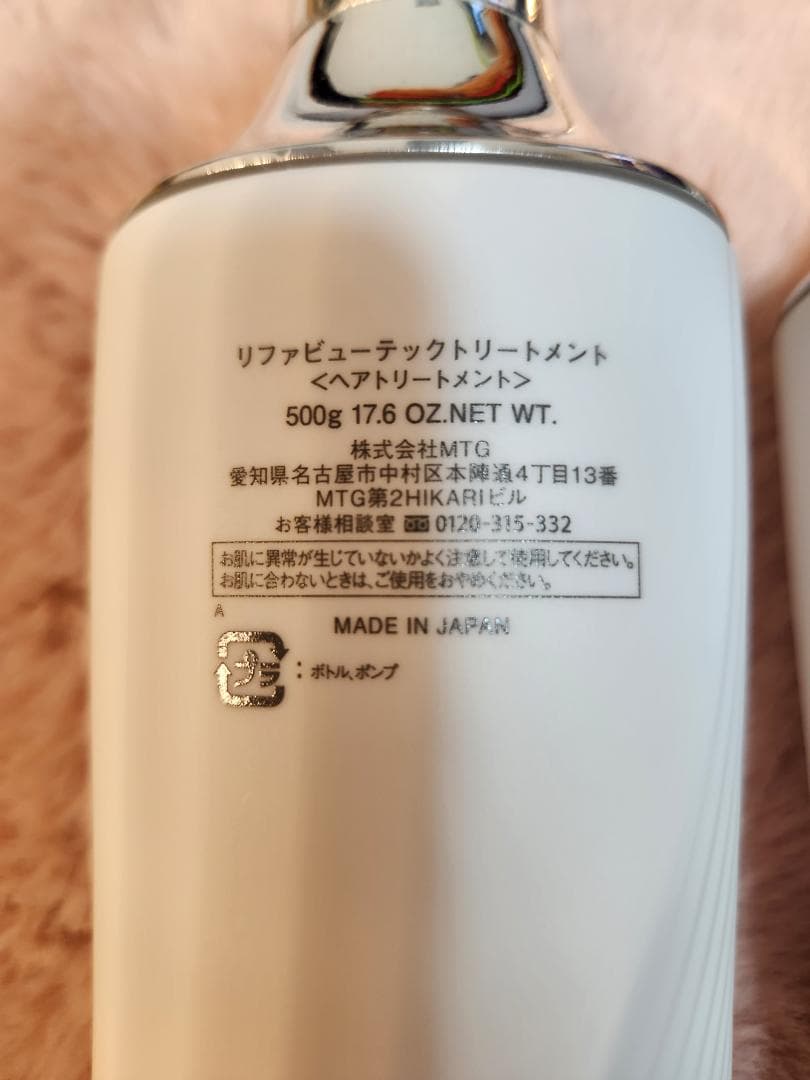 リファビューテックトリートメント
<ヘアトリートメント>
500g 17.6 OZ.NET WT.
株式会社MTG
愛知県名古屋市中村区本陣通4丁目13番
MTG第2HIKARIビル
お客様相談室 0120-315-332
お肌に異常が生じていないかよく注意して使用してください。
お肌に合わないときは、ご使用をおやめください。
A
MADE IN JAPAN
プラ : ボトル、ポンプ